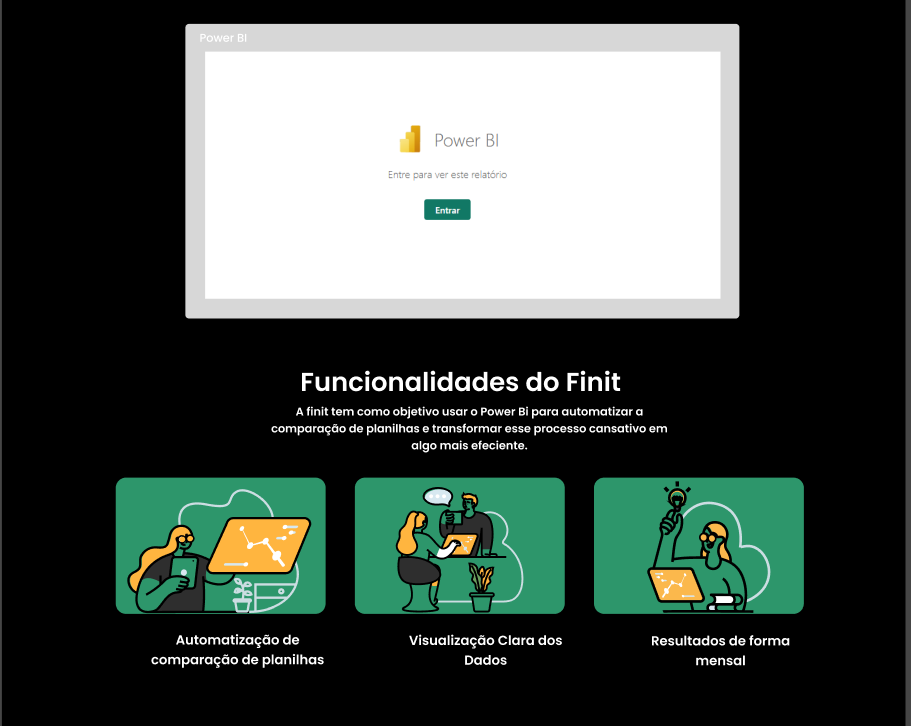 Power BI
Power BI
Entre para ver este relatório
Entrar
Funcionalidades do Finit
A finit tem como objetivo usar o Power Bi para automatizar a
comparação de planilhas e transformar esse processo cansativo em
algo mais efeciente.
Automatização de
comparação de planilhas
Visualização Clara dos
Dados
Resultados de forma
mensal